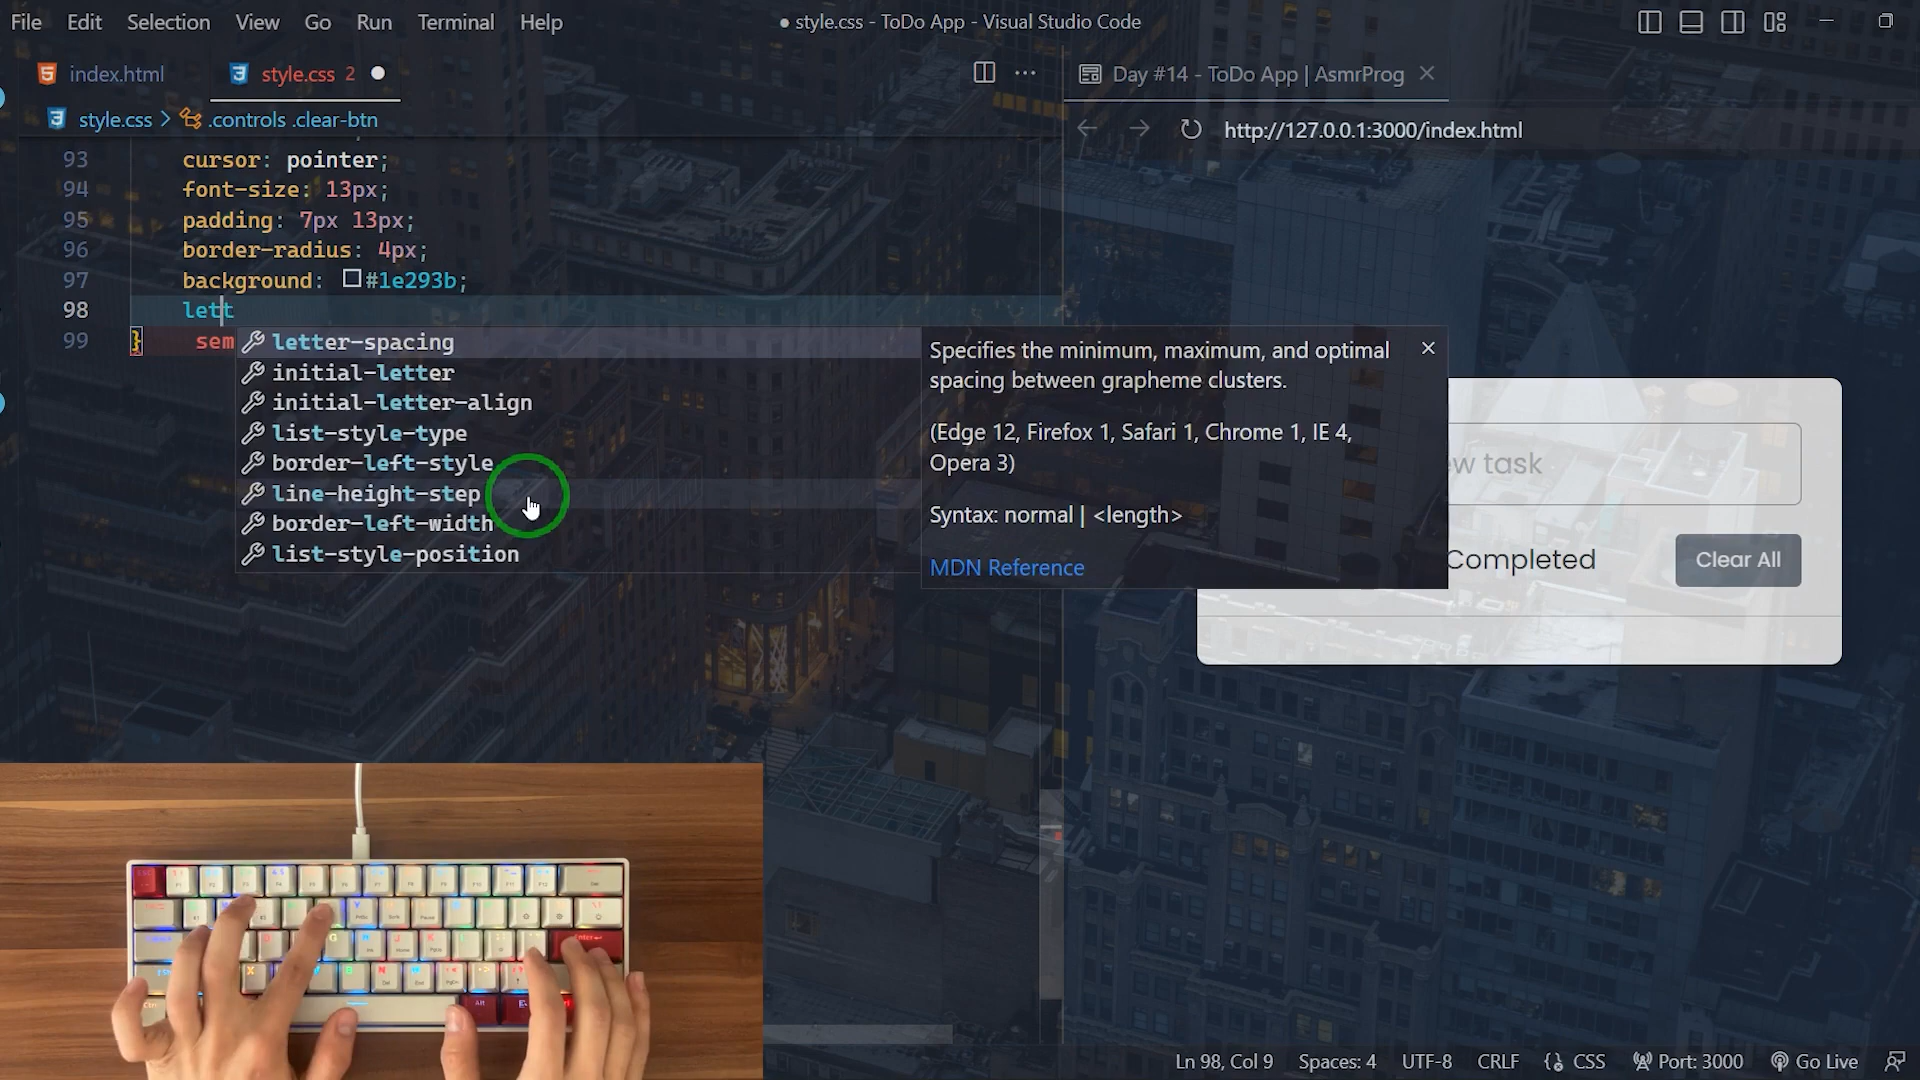 File Edit Selection View Go Run Terminal Help
● style.css - ToDo App - Visual Studio Code
index.html
style.css 2
Day #14 - ToDo App | AsmrProg
style.css > .controls .clear-btn
http://127.0.0.1:3000/index.html
93 cursor: pointer;
94 font-size: 13px;
95 padding: 7px 13px;
96 border-radius: 4px;
97 background: #1e293b;
98 lett
99 } sem
letter-spacing
initial-letter
initial-letter-align
list-style-type
border-left-style
line-height-step
border-left-width
list-style-position
Specifies the minimum, maximum, and optimal
spacing between grapheme clusters.
(Edge 12, Firefox 1, Safari 1, Chrome 1, IE 4,
Opera 3)
Syntax: normal | <length>
MDN Reference
ew task
Completed
Clear All
Ln 98, Col 9 Spaces: 4 UTF-8 CRLF CSS Port: 3000 Go Live